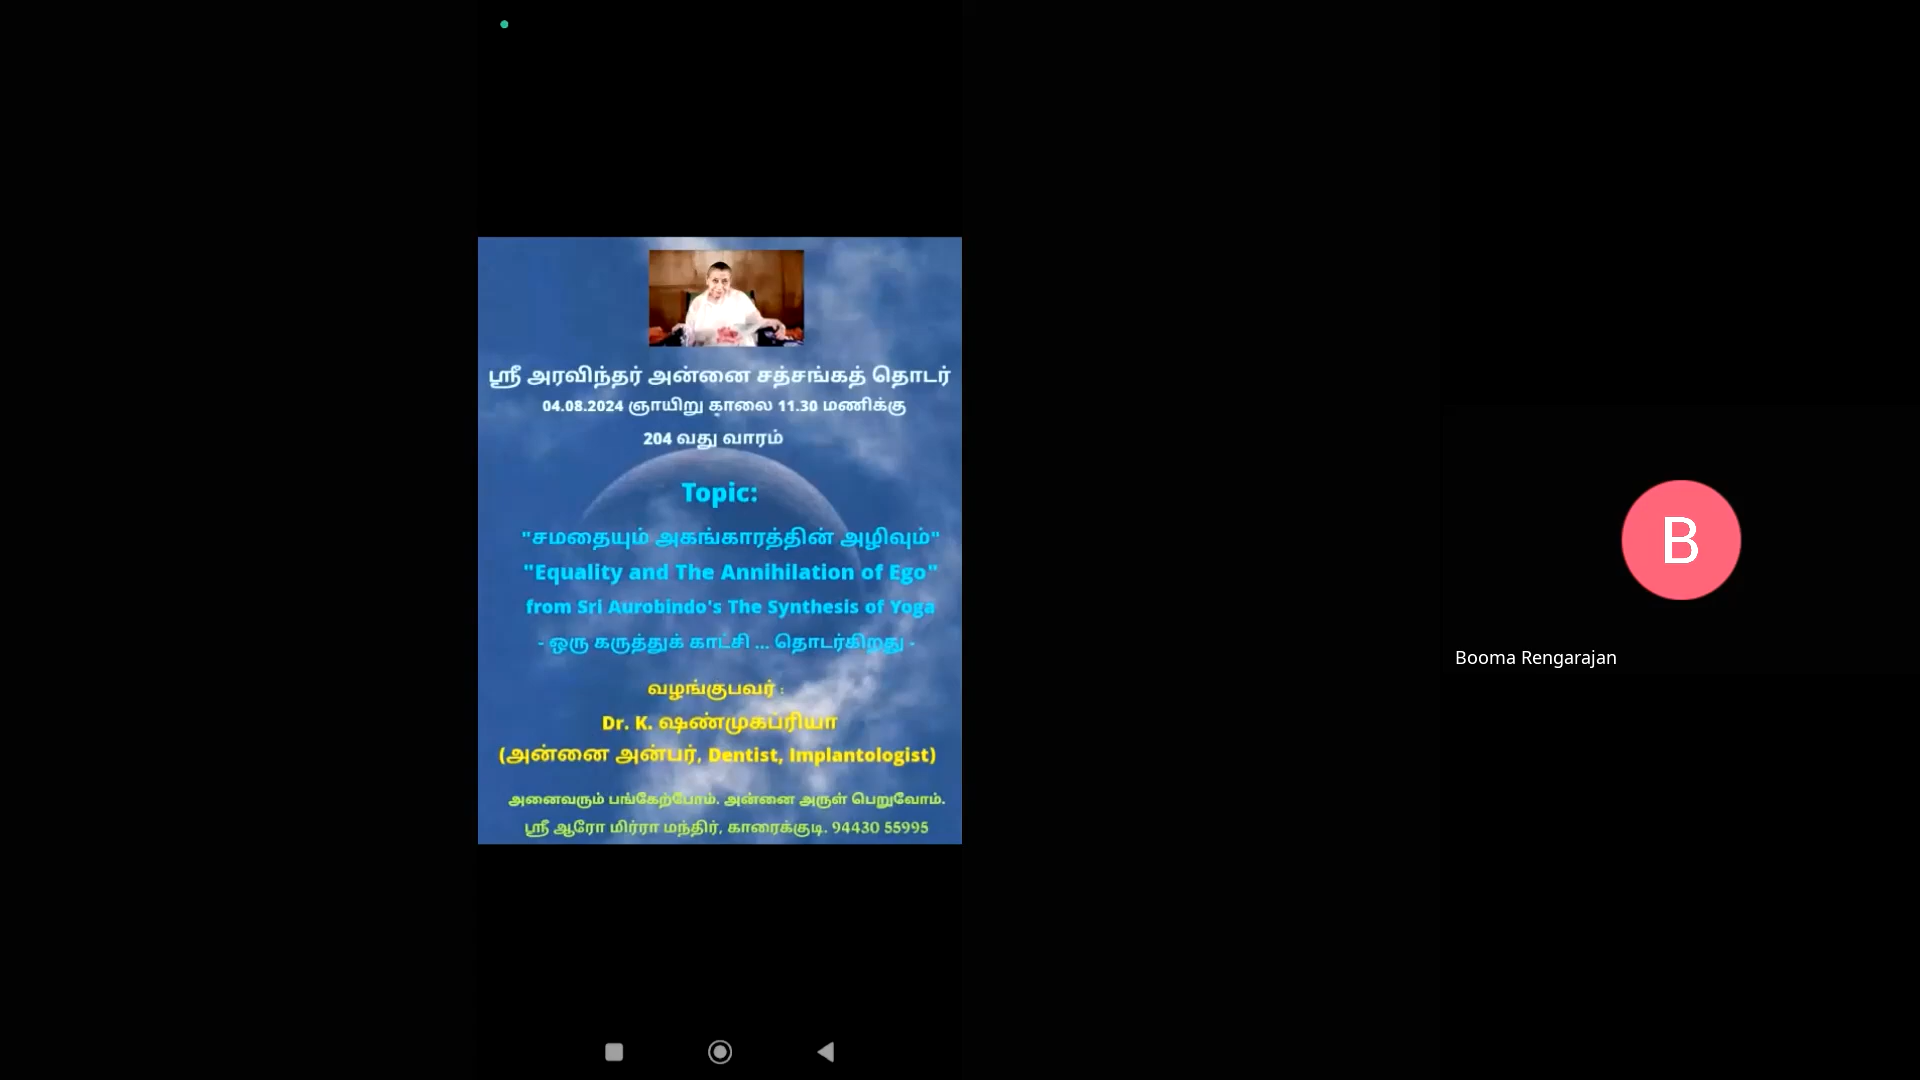 ஸ்ரீ அரவிந்தர் அன்னை சத்சங்கத் தொடர்
04.08.2024 ஞாயிறு காலை 11.30 மணிக்கு
204 வது வாரம்
Topic:
"சமதையும் அகங்காரத்தின் அழிவும்"
"Equality and The Annihilation of Ego"
from Sri Aurobindo's The Synthesis of Yoga
- ஒரு கருத்துக் காட்சி ... தொடர்கிறது -
வழங்குபவர் :
Dr. K. ஷண்முகப்ரியா
(அன்னை அன்பர், Dentist, Implantologist)
அனைவரும் பங்கேற்போம். அன்னை அருள் பெறுவோம்.
ஸ்ரீ ஆரோ மிர்ரா மந்திர், காரைக்குடி. 94430 55995
B
Booma Rengarajan